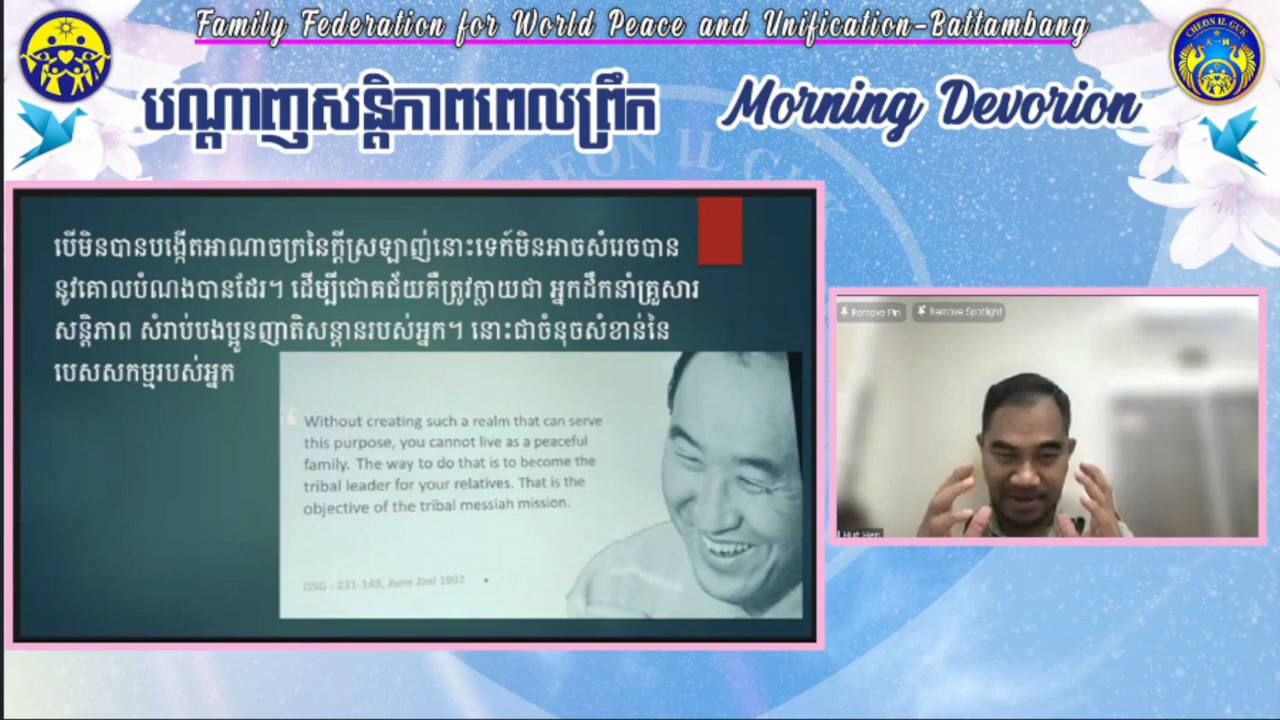 Family Federation for World Peace and Unification-Battambang
CHEON IL GUK
បណ្តាញសន្តិភាពពេលព្រឹក
Morning Devorion
CHEON IL GUK
បើមិនបានបង្កើតអាណាចក្រនៃក្តីស្រឡាញ់នោះទេក៍មិនអាចសំរេចបាន
នូវគោលបំណងបានដែរ។ ដើម្បីជោគជ័យគឺត្រូវក្លាយជា អ្នកដឹកនាំគ្រួសារ
សន្តិភាព សំរាប់បងប្អូនញាតិសន្តានរបស់អ្នក។ នោះជាចំនុចសំខាន់នៃ
បេសសកម្មរបស់អ្នក
Without creating such a realm that can serve
this purpose, you cannot live as a peaceful
family. The way to do that is to become the
tribal leader for your relatives. That is the
objective of the tribal messiah mission.
GSG - 231-143, June 2nd 1992
Remove Pin
Remove Spotlight
Hut Hen